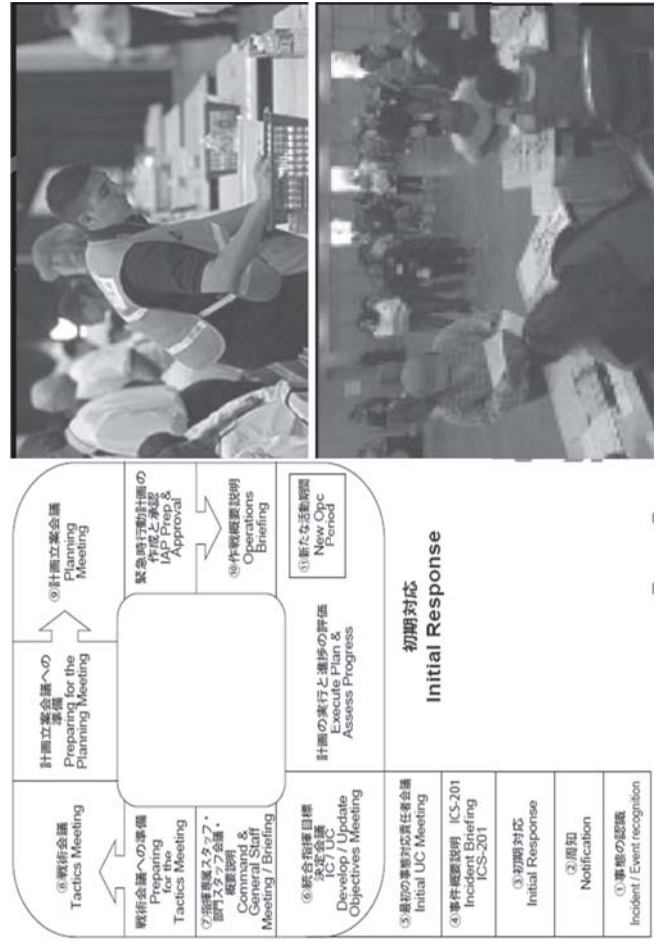 ①事態の認識
Incident / Event recognition
②周知
Notification
③初期対応
Initial Response
④事件概要説明 ICS-201
Incident Briefing
ICS-201
⑤最初の事態対応責任者会議
Initial UC Meeting
初期対応
Initial Response
⑥統合指揮目標
決定会議
IC / UC
Develop / Update
Objectives Meeting
⑦指揮専属スタッフ・
部門スタッフ会議・
概要説明
Command &
General Staff
Meeting / Briefing
戦術会議への準備
Preparing
for the
Tactics Meeting
⑧戦術会議
Tactics Meeting
計画立案会議への
準備
Preparing for the
Planning Meeting
⑨計画立案会議
Planning
Meeting
緊急時行動計画の
作成と承認
IAP Prep &
Approval
⑩作戦概要説明
Operations
Briefing
⑪新たな活動期間
New Opc
Period
計画の実行と進捗の評価
Execute Plan &
Assess Progress